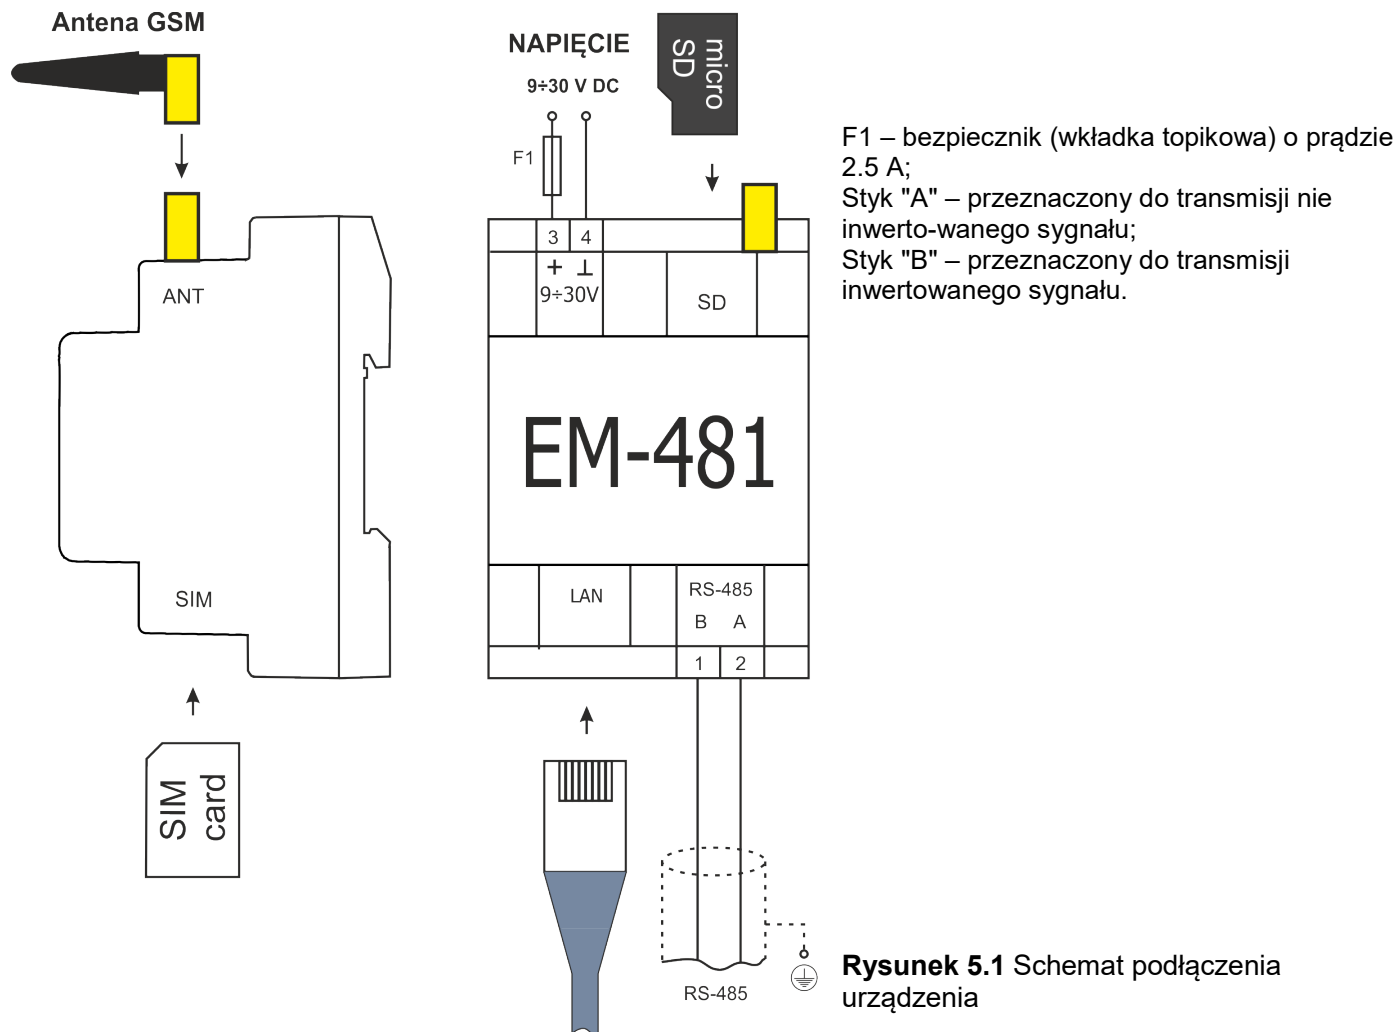 Antena GSM
NAPIĘCIE
9÷30 V DC
micro
SD
F1
3 4
+ ⊥
9÷30V
SD
ANT
EM-481
SIM
LAN
RS-485
B A
1 2
SIM
card
RS-485
F1 – bezpiecznik (wkładka topikowa) o prądzie
2.5 A;
Styk "A" – przeznaczony do transmisji nie
inwerto-wanego sygnału;
Styk "B" – przeznaczony do transmisji
inwertowanego sygnału.
Rysunek 5.1 Schemat podłączenia
urządzenia